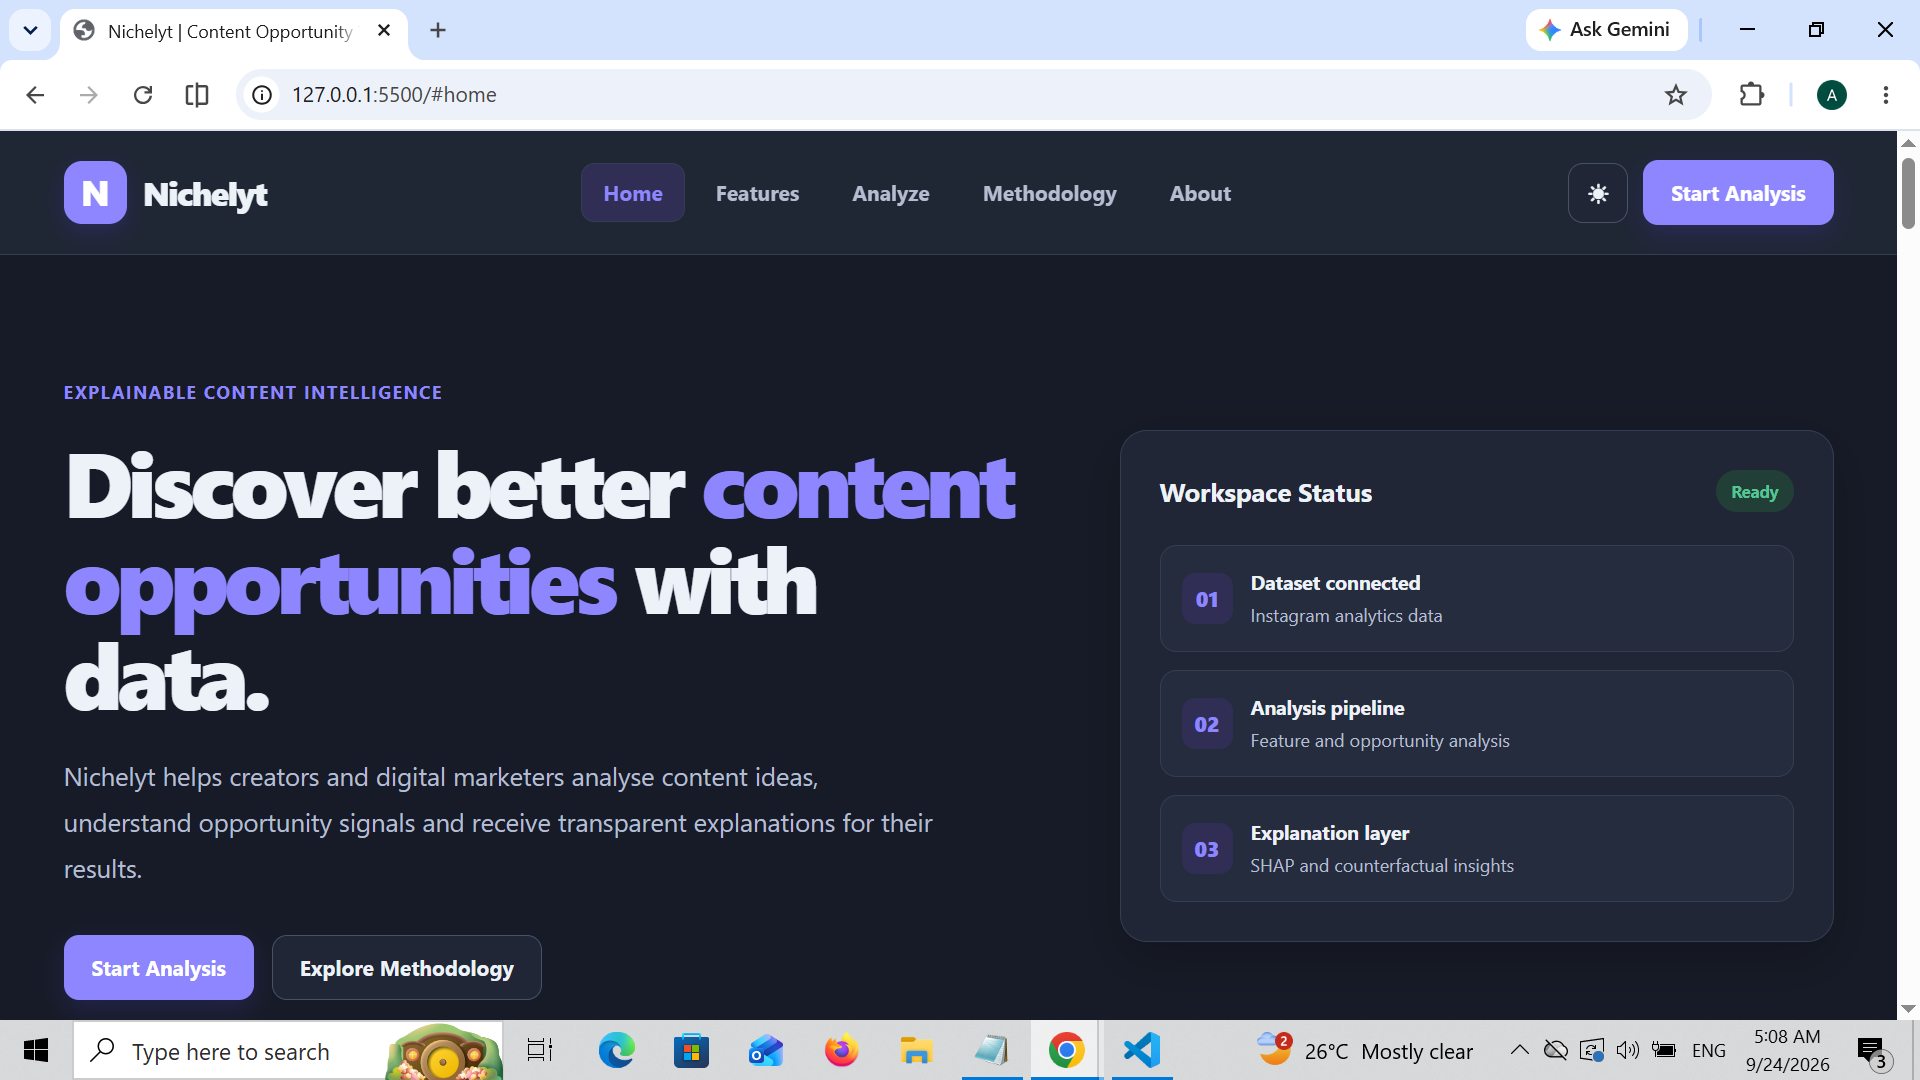 Nichelyt | Content Opportunity
Ask Gemini
127.0.0.1:5500/#home
A
N
Nichelyt
Home
Features
Analyze
Methodology
About
Start Analysis
EXPLAINABLE CONTENT INTELLIGENCE
Discover better content
opportunities with
data.
Nichelyt helps creators and digital marketers analyse content ideas,
understand opportunity signals and receive transparent explanations for their
results.
Start Analysis
Explore Methodology
Workspace Status
Ready
01
Dataset connected
Instagram analytics data
02
Analysis pipeline
Feature and opportunity analysis
03
Explanation layer
SHAP and counterfactual insights
Type here to search
2
26°C Mostly clear
ENG
5:08 AM
9/24/2026
3